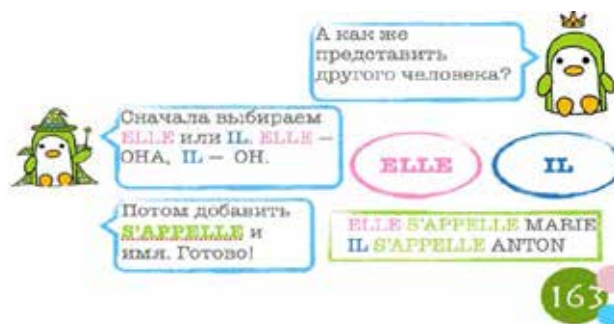 А как же
представить
другого человека?
Сначала выбираем
ELLE или IL. ELLE –
ОНА, IL – ОН.
ELLE
IL
Потом добавить
S'APPELLE и
имя. Готово!
ELLE S'APPELLE MARIE
IL S'APPELLE ANTON
163